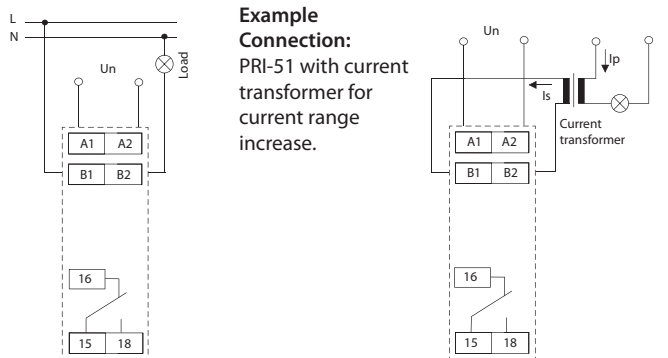 L
N
Un
Load
A1 A2
B1 B2
16
15 18
Example
Connection:
PRI-51 with current
transformer for
current range
increase.
Un
Ip
Is
Current
transformer
A1 A2
B1 B2
16
15 18